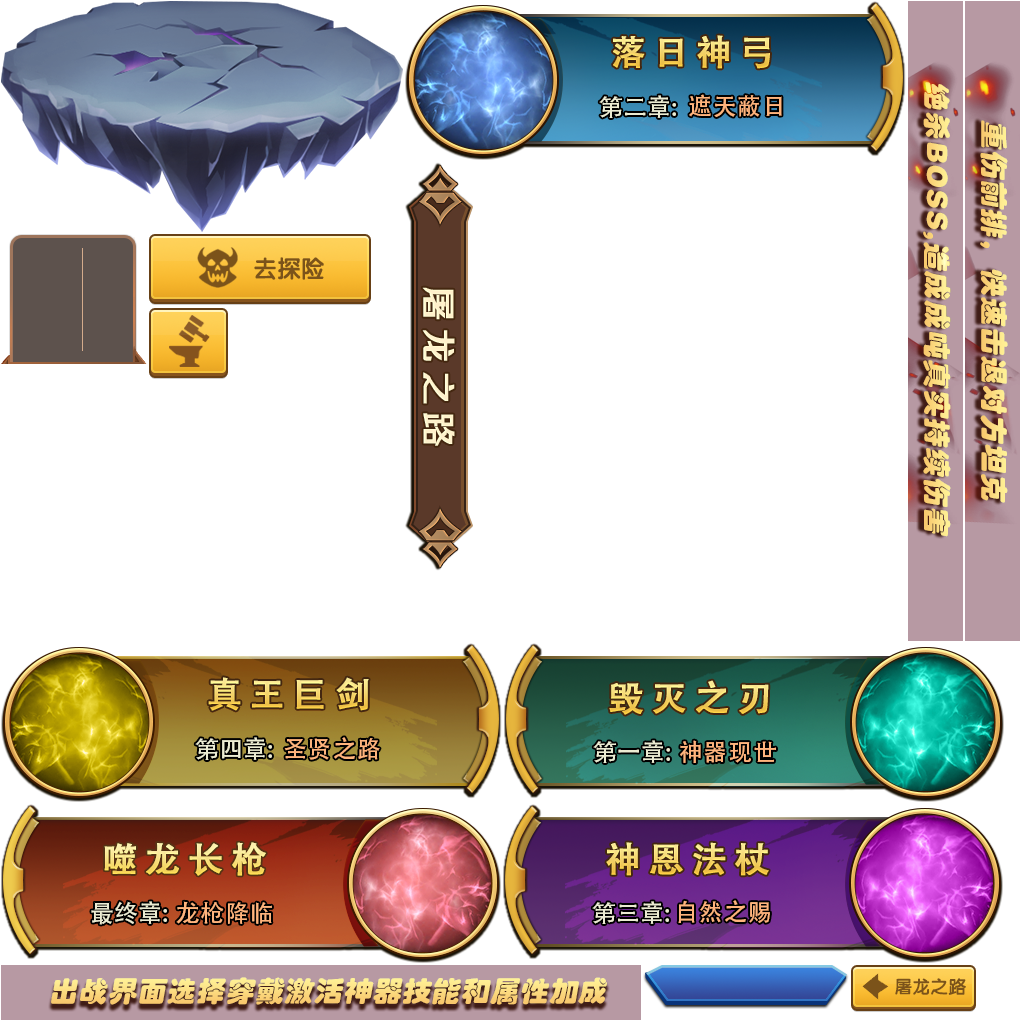 落日神弓
第二章: 遮天蔽日
去探险
屠龙之路
绝杀BOSS,造成成吨真实持续伤害
重伤前排，快速击退对方坦克
真王巨剑
第四章: 圣贤之路
毁灭之刃
第一章: 神器现世
噬龙长枪
最终章: 龙枪降临
神恩法杖
第三章: 自然之赐
出战界面选择穿戴激活神器技能和属性加成
屠龙之路